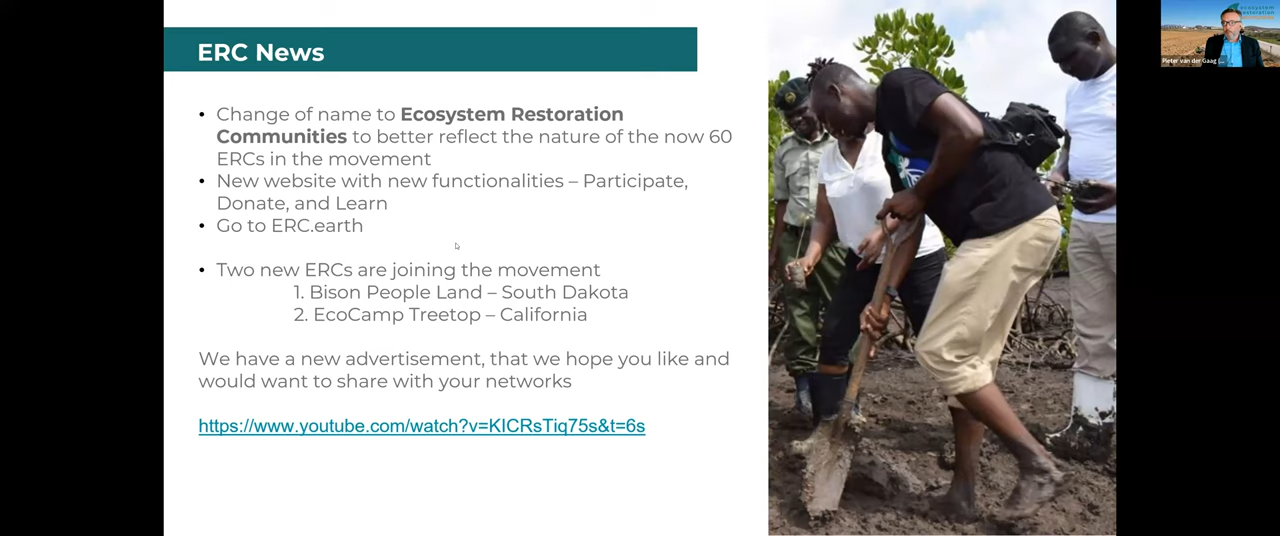 ERC News
• Change of name to Ecosystem Restoration
Communities to better reflect the nature of the now 60
ERCs in the movement
• New website with new functionalities – Participate,
Donate, and Learn
• Go to ERC.earth
• Two new ERCs are joining the movement
1. Bison People Land – South Dakota
2. EcoCamp Treetop – California
We have a new advertisement, that we hope you like and
would want to share with your networks
https://www.youtube.com/watch?v=KICRsTiq75s&t=6s
ecosystem
restoration
Pieter van der Gaag |...